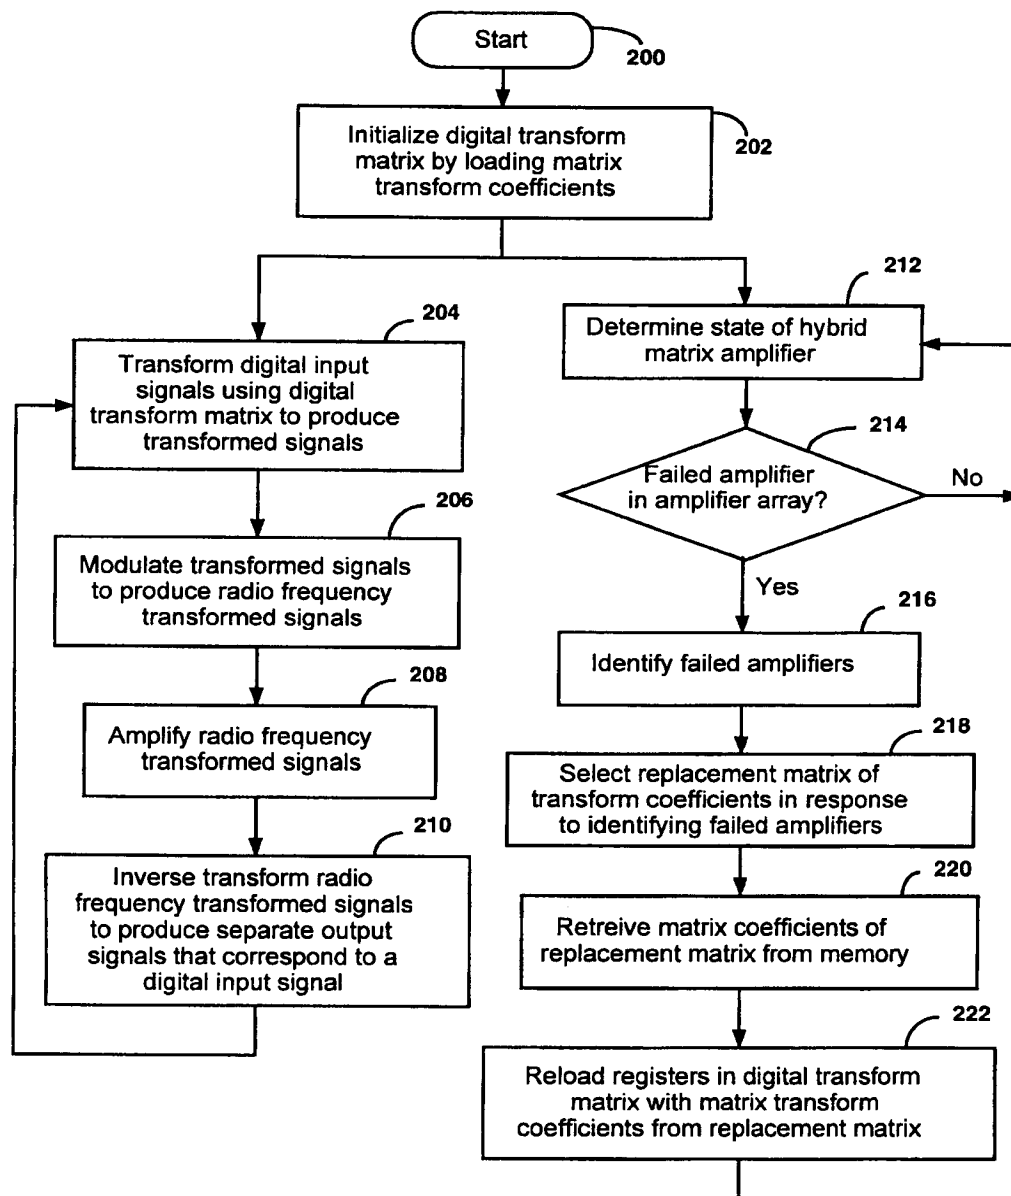 Start
200
Initialize digital transform
matrix by loading matrix
transform coefficients
202
204
Transform digital input
signals using digital
transform matrix to produce
transformed signals
206
Modulate transformed signals
to produce radio frequency
transformed signals
208
Amplify radio frequency
transformed signals
210
Inverse transform radio
frequency transformed signals
to produce separate output
signals that correspond to a
digital input signal
212
Determine state of hybrid
matrix amplifier
214
Failed amplifier
in amplifier array?
No
Yes
216
Identify failed amplifiers
218
Select replacement matrix of
transform coefficients in response
to identifying failed amplifiers
220
Retreive matrix coefficients of
replacement matrix from memory
222
Reload registers in digital transform
matrix with matrix transform
coefficients from replacement matrix